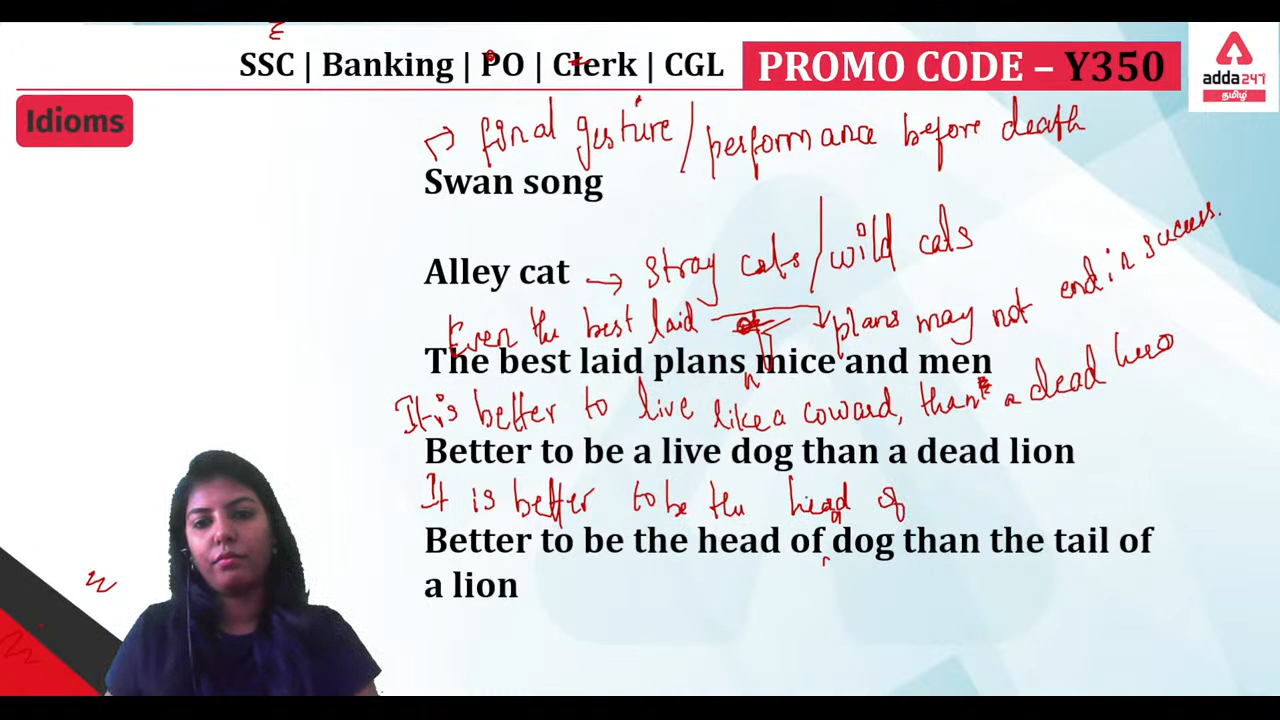 SSC | Banking | PO | Clerk | CGL
PROMO CODE – Y350
adda247
தமிழ்
Idioms
final gesture / performance before death
Swan song
Alley cat → stray cats / wild cats
Even the best laid plans may not end in success.
The best laid plans mice and men
It is better to live like a coward, than a dead hero
Better to be a live dog than a dead lion
It is better to be the head of
Better to be the head of dog than the tail of
a lion